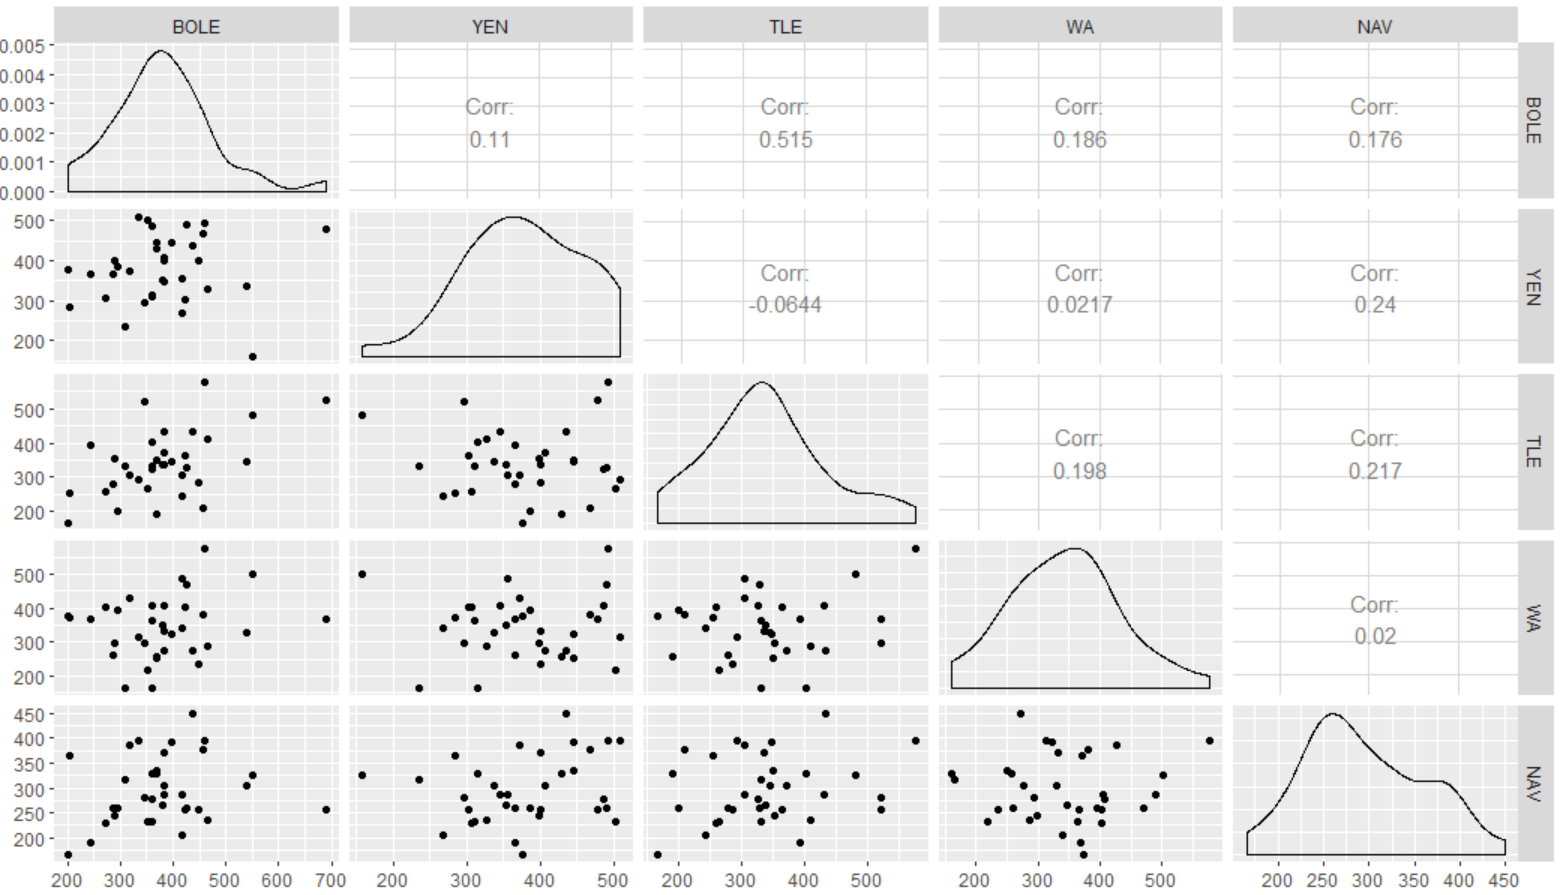 BOLE YEN TLE WA NAV
0.005
0.004
0.003
0.002
0.001
0.000
Corr:
0.11
Corr:
0.515
Corr:
0.186
Corr:
0.176
BOLE
500
400
300
200
Corr:
-0.0644
Corr:
0.0217
Corr:
0.24
YEN
500
400
300
200
Corr:
0.198
Corr:
0.217
TLE
500
400
300
200
Corr:
0.02
WA
450
400
350
300
250
200
NAV
200 300 400 500 600 700 200 300 400 500 200 300 400 500 200 300 400 500 200 250 300 350 400 450